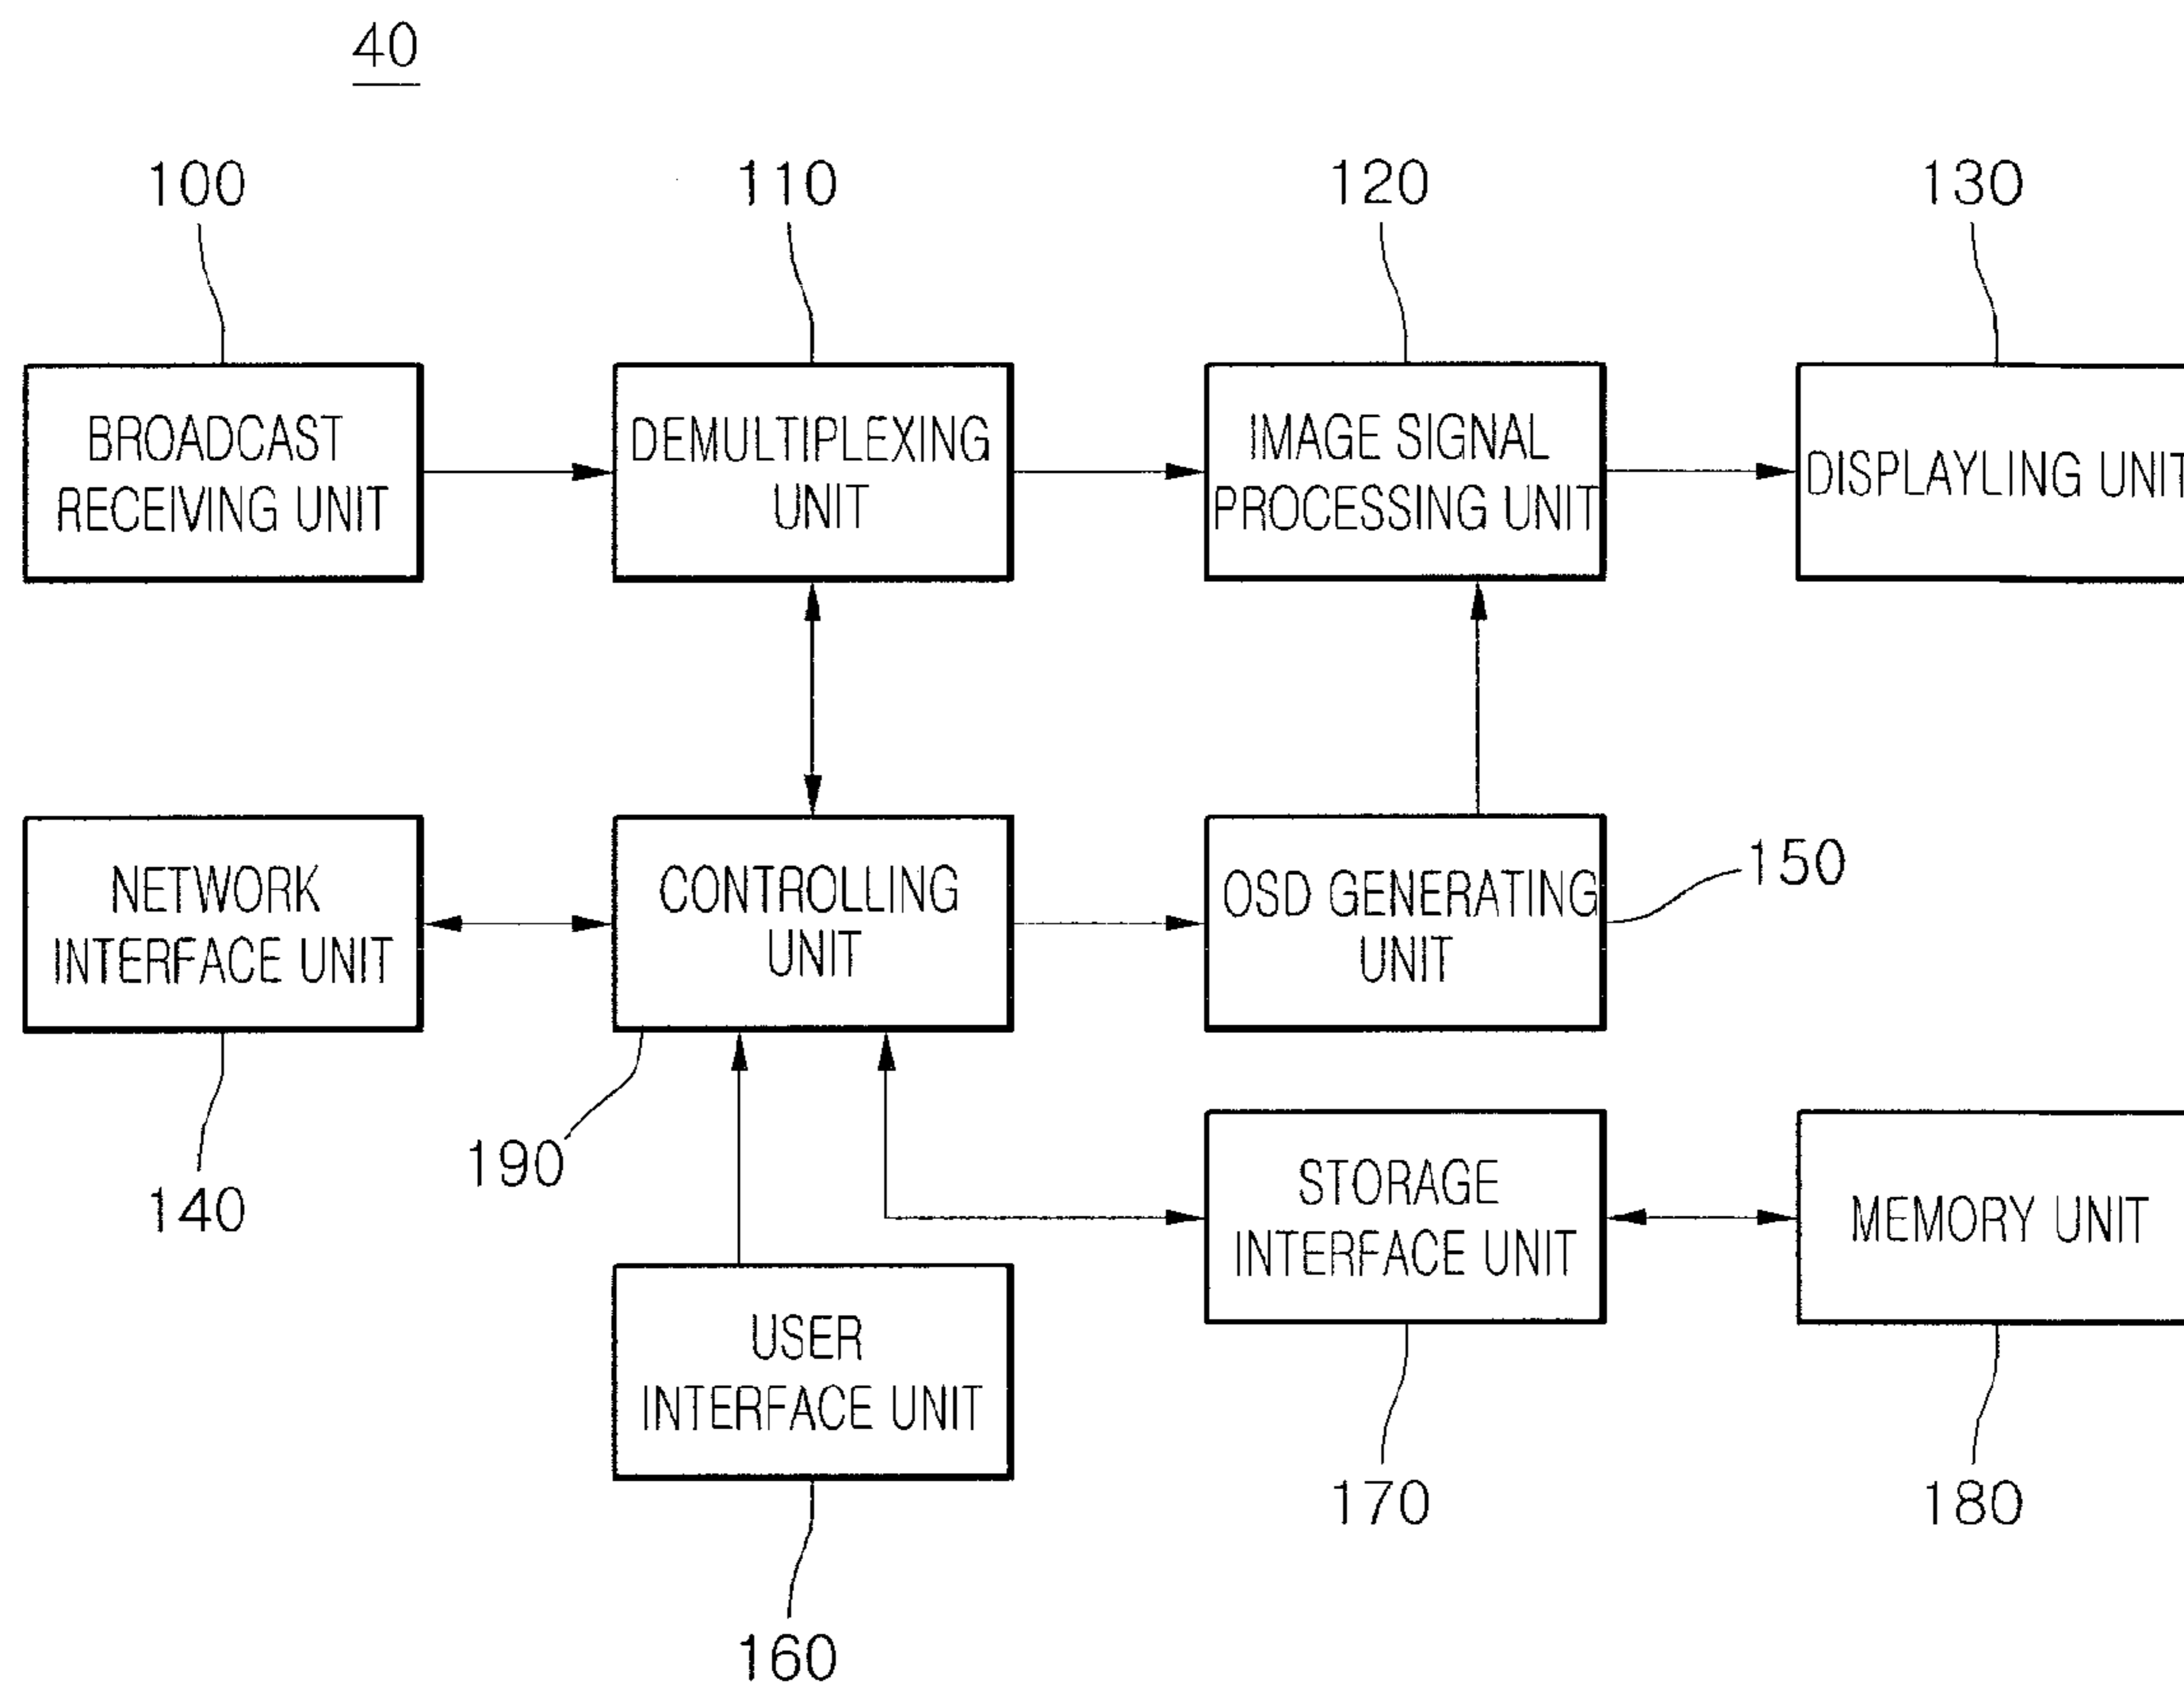 40
100
110
120
130
BROADCAST
RECEIVING UNIT
DEMULTIPLEXING
UNIT
IMAGE SIGNAL
PROCESSING UNIT
DISPLAYLING UNIT
NETWORK
INTERFACE UNIT
CONTROLLING
UNIT
OSD GENERATING
UNIT
150
140
190
STORAGE
INTERFACE UNIT
MEMORY UNIT
USER
INTERFACE UNIT
170
180
160